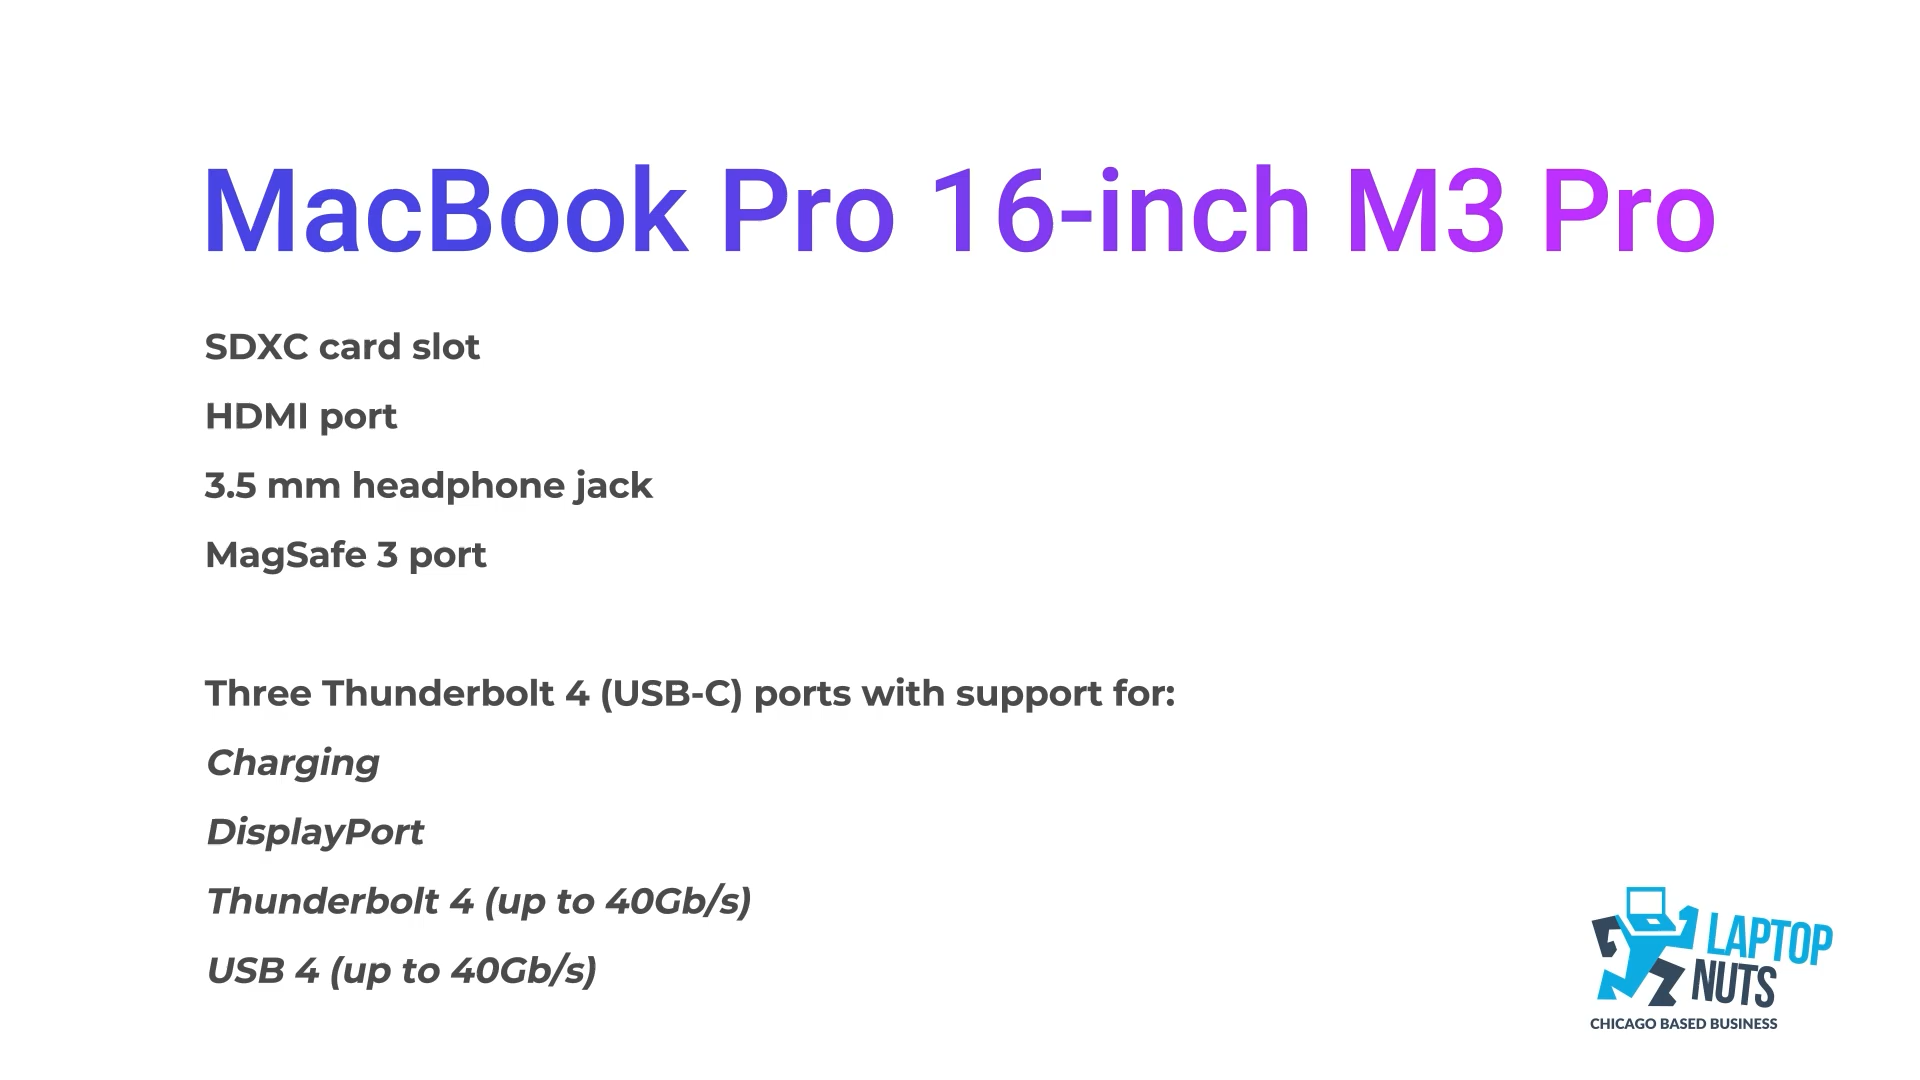 MacBook Pro 16-inch M3 Pro
SDXC card slot
HDMI port
3.5 mm headphone jack
MagSafe 3 port
Three Thunderbolt 4 (USB-C) ports with support for:
Charging
DisplayPort
Thunderbolt 4 (up to 40Gb/s)
USB 4 (up to 40Gb/s)
LAPTOP
NUTS
CHICAGO BASED BUSINESS